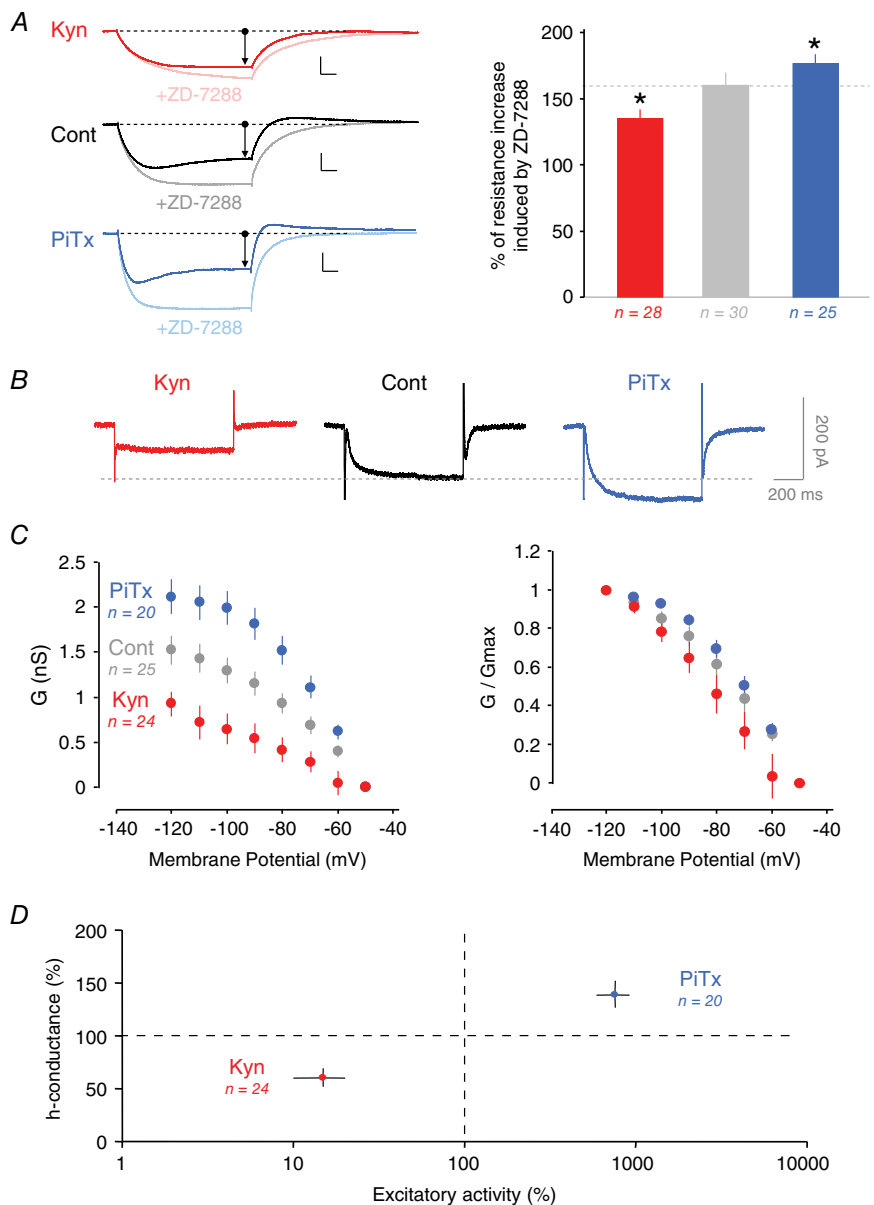 A
Kyn
+ZD-7288
Cont
+ZD-7288
PiTx
+ZD-7288
% of resistance increase
induced by ZD-7288
200
150
100
50
0
*
*
n = 28
n = 30
n = 25
B
Kyn
Cont
PiTx
200 pA
200 ms
C
G (nS)
2.5
2
1.5
1
0.5
0
PiTx
n = 20
Cont
n = 25
Kyn
n = 24
-140
-120
-100
-80
-60
-40
Membrane Potential (mV)
G / Gmax
1.2
1
0.8
0.6
0.4
0.2
0
-140
-120
-100
-80
-60
-40
Membrane Potential (mV)
D
h-conductance (%)
200
150
100
50
0
PiTx
n = 20
Kyn
n = 24
1
10
100
1000
10000
Excitatory activity (%)